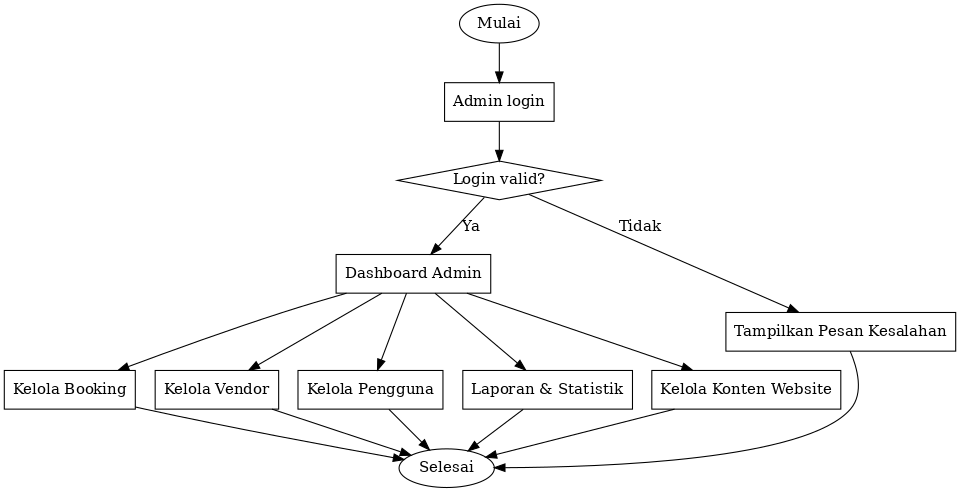 Mulai
Admin login
Login valid?
Ya
Tidak
Dashboard Admin
Tampilkan Pesan Kesalahan
Kelola Booking
Kelola Vendor
Kelola Pengguna
Laporan & Statistik
Kelola Konten Website
Selesai